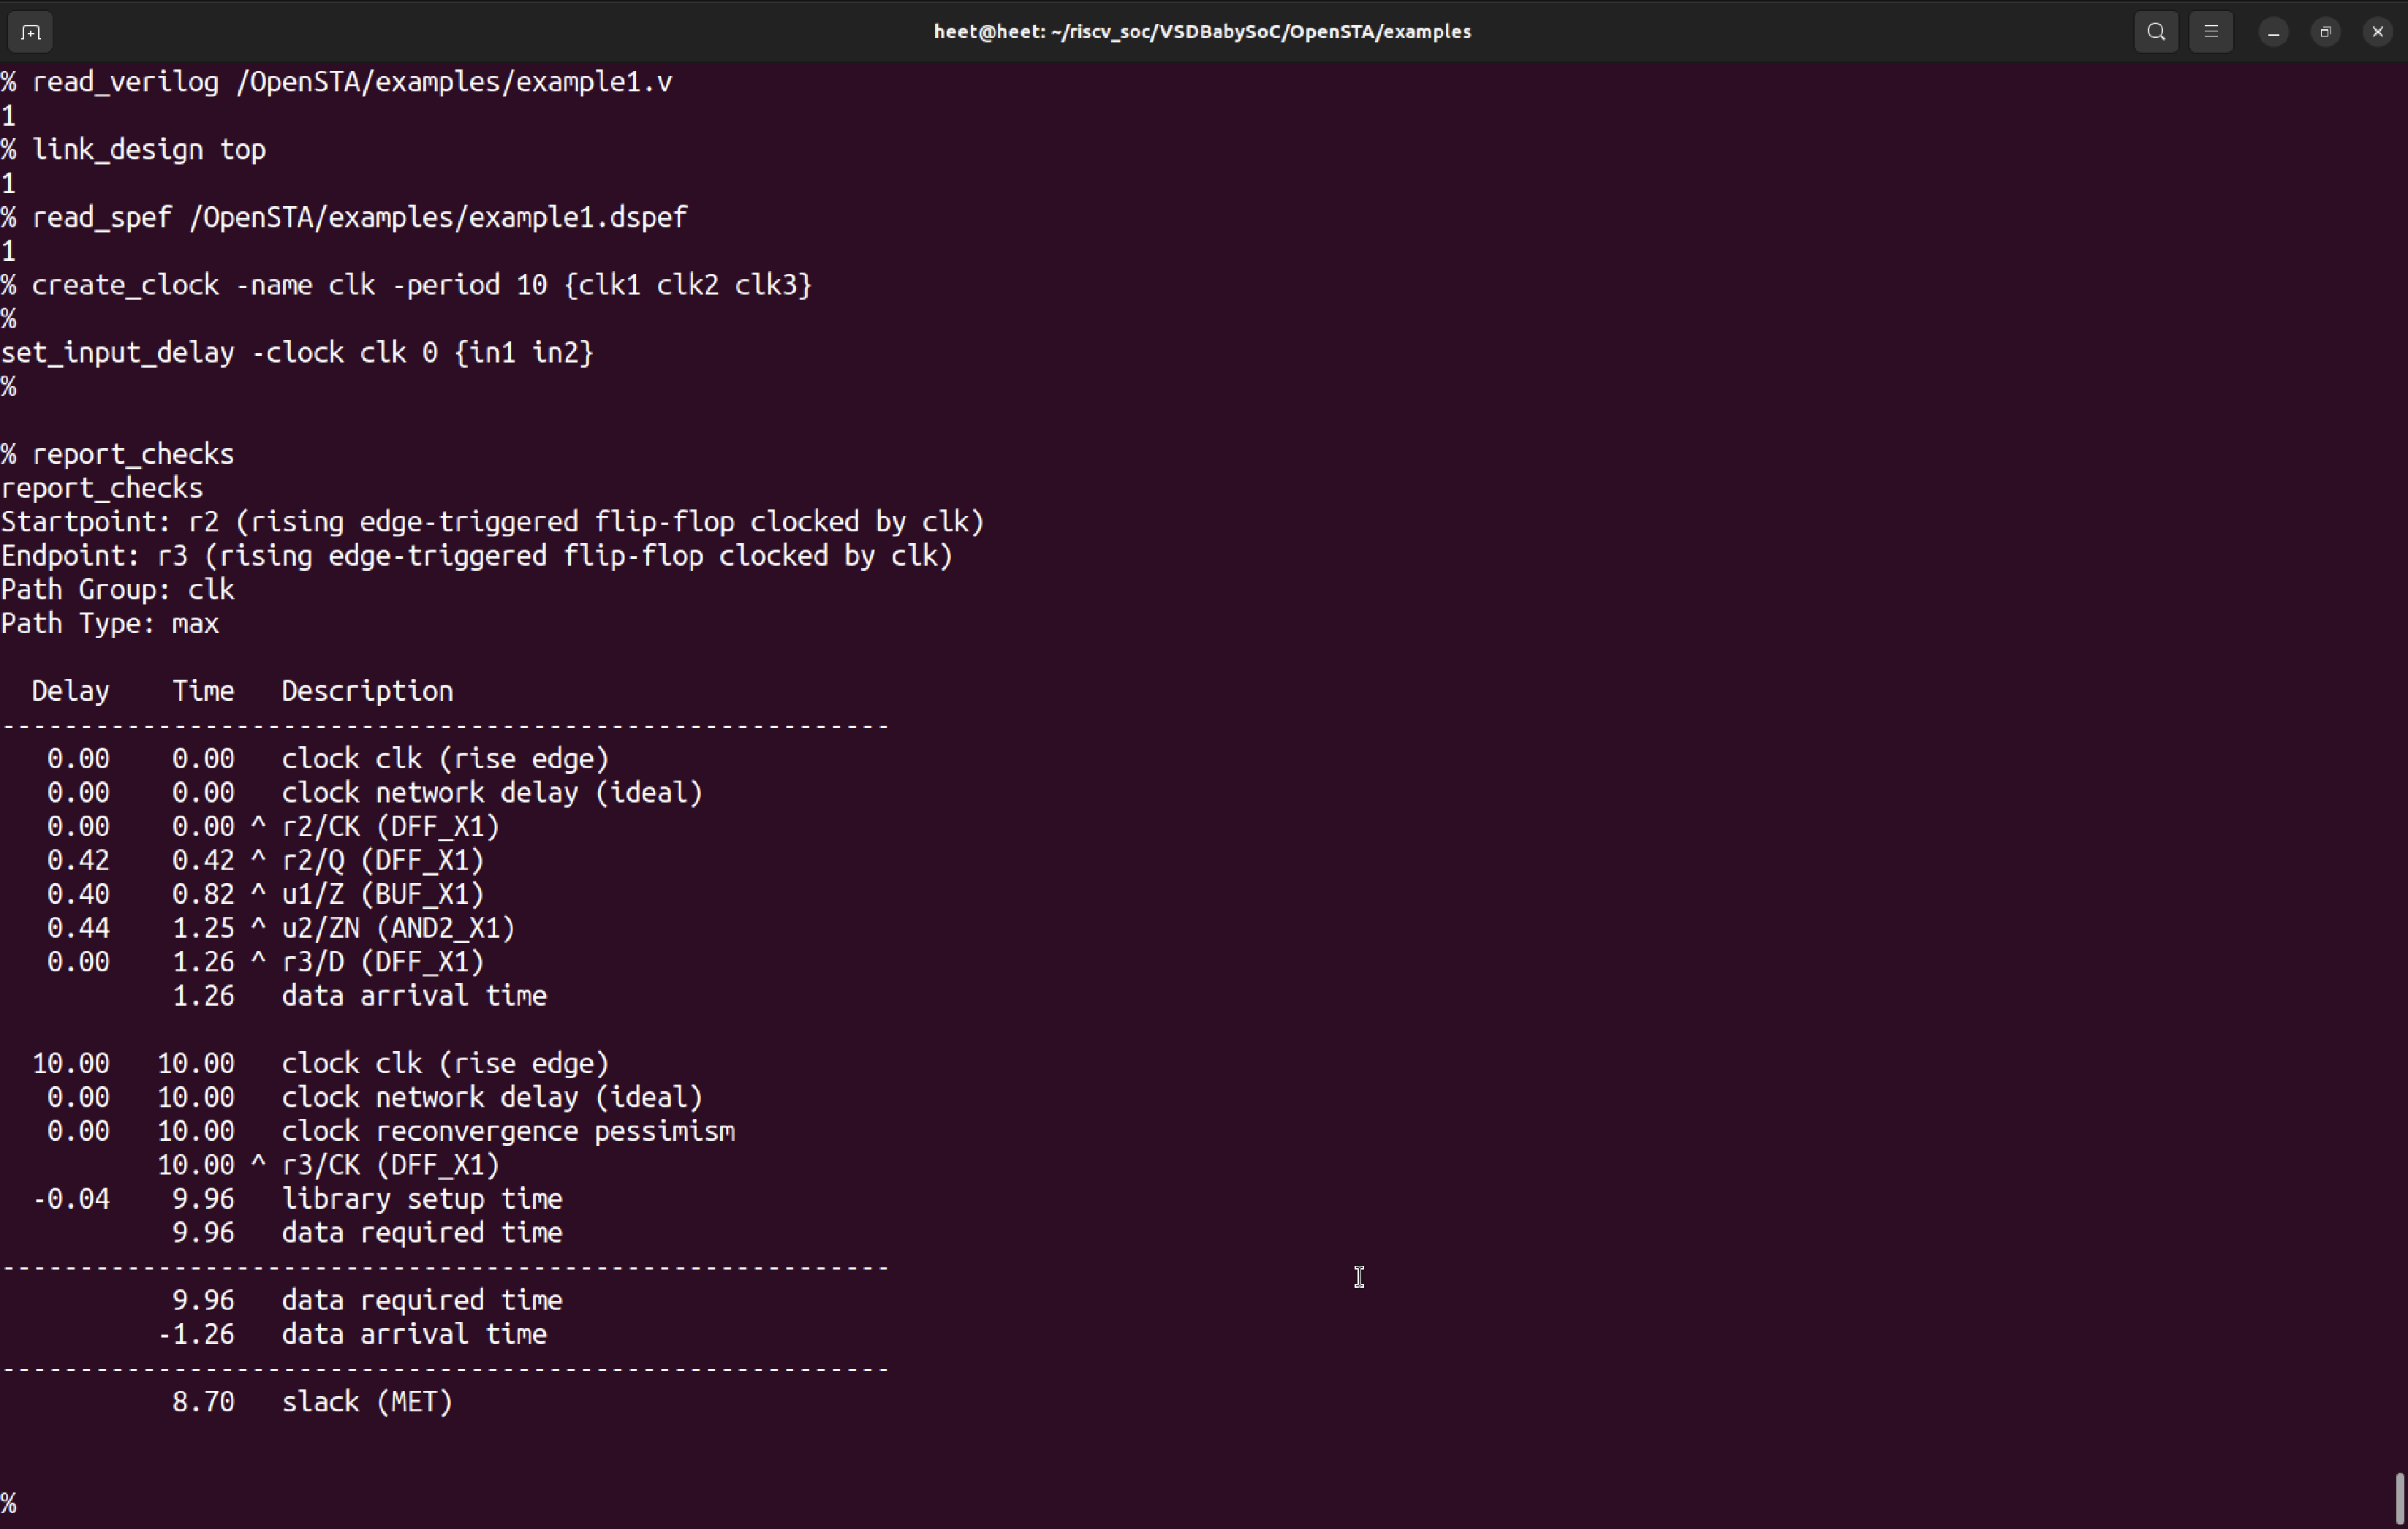 heet@heet: ~/riscv_soc/VSDBabySoC/OpenSTA/examples
% read_verilog /OpenSTA/examples/example1.v
1
% link_design top
1
% read_spef /OpenSTA/examples/example1.dspef
1
% create_clock -name clk -period 10 {clk1 clk2 clk3}
%
set_input_delay -clock clk 0 {in1 in2}
%
% report_checks
report_checks
Startpoint: r2 (rising edge-triggered flip-flop clocked by clk)
Endpoint: r3 (rising edge-triggered flip-flop clocked by clk)
Path Group: clk
Path Type: max
  Delay    Time   Description
---------------------------------------------------------
   0.00    0.00   clock clk (rise edge)
   0.00    0.00   clock network delay (ideal)
   0.00    0.00 ^ r2/CK (DFF_X1)
   0.42    0.42 ^ r2/Q (DFF_X1)
   0.40    0.82 ^ u1/Z (BUF_X1)
   0.44    1.25 ^ u2/ZN (AND2_X1)
   0.00    1.26 ^ r3/D (DFF_X1)
           1.26   data arrival time
  10.00   10.00   clock clk (rise edge)
   0.00   10.00   clock network delay (ideal)
   0.00   10.00   clock reconvergence pessimism
          10.00 ^ r3/CK (DFF_X1)
  -0.04    9.96   library setup time
           9.96   data required time
---------------------------------------------------------
           9.96   data required time
          -1.26   data arrival time
---------------------------------------------------------
           8.70   slack (MET)
%